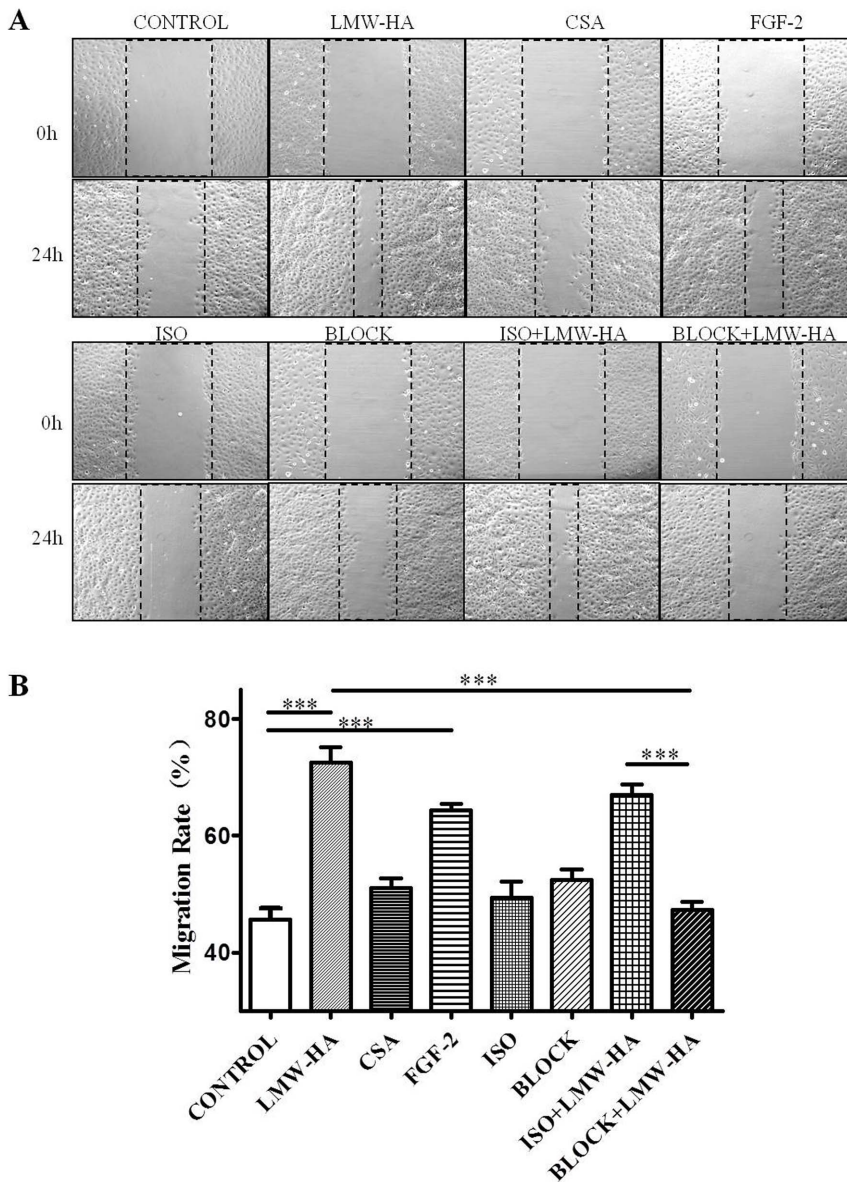 A
CONTROL LMW-HA CSA FGF-2
0h
24h
ISO BLOCK ISO+LMW-HA BLOCK+LMW-HA
0h
24h
B
***
***
***
***
80
60
40
Migration Rate (%)
CONTROL
LMW-HA
CSA
FGF-2
ISO
BLOCK
ISO+LMW-HA
BLOCK+LMW-HA